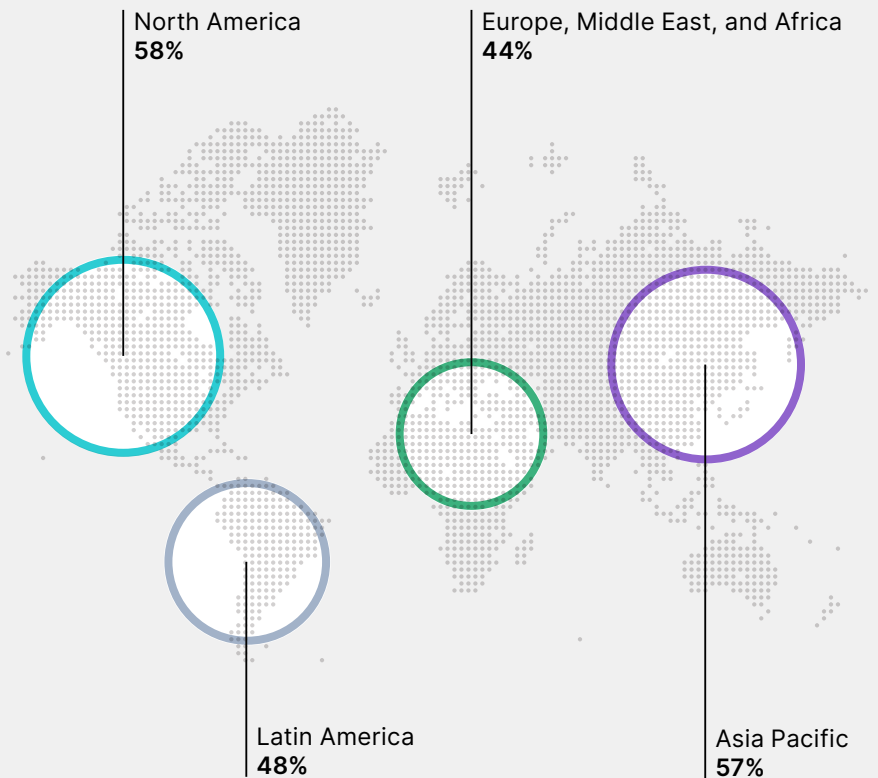 North America
58%
Europe, Middle East, and Africa
44%
Latin America
48%
Asia Pacific
57%